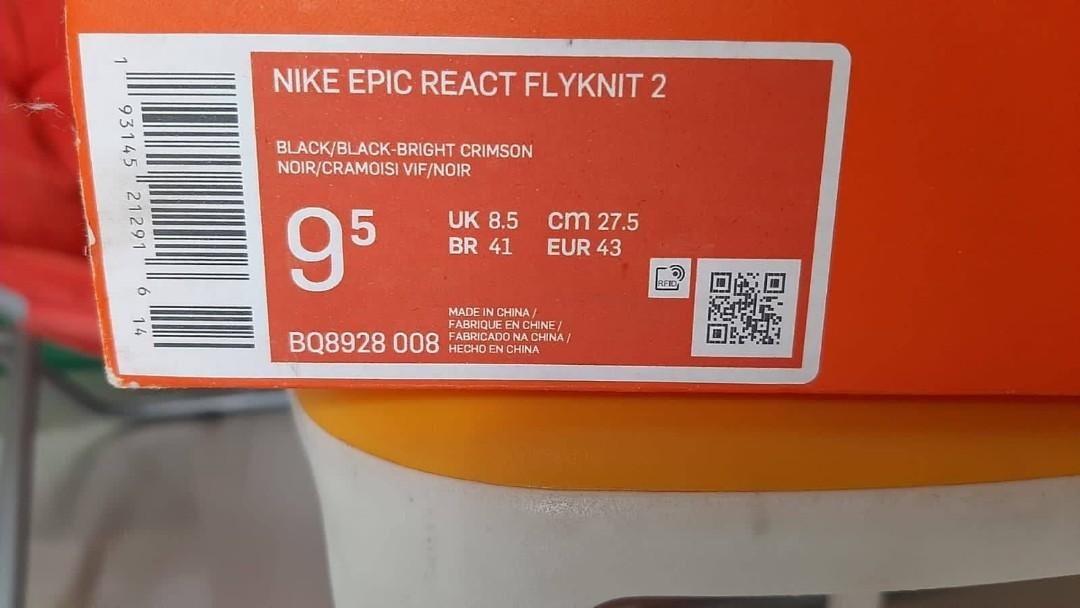 1
93145 21291 6 14
NIKE EPIC REACT FLYKNIT 2
BLACK/BLACK-BRIGHT CRIMSON
NOIR/CRAMOISI VIF/NOIR
9 5
UK 8.5 cm 27.5
BR 41 EUR 43
RFID
BQ8928 008
MADE IN CHINA /
FABRIQUE EN CHINE /
FABRICADO NA CHINA /
HECHO EN CHINA